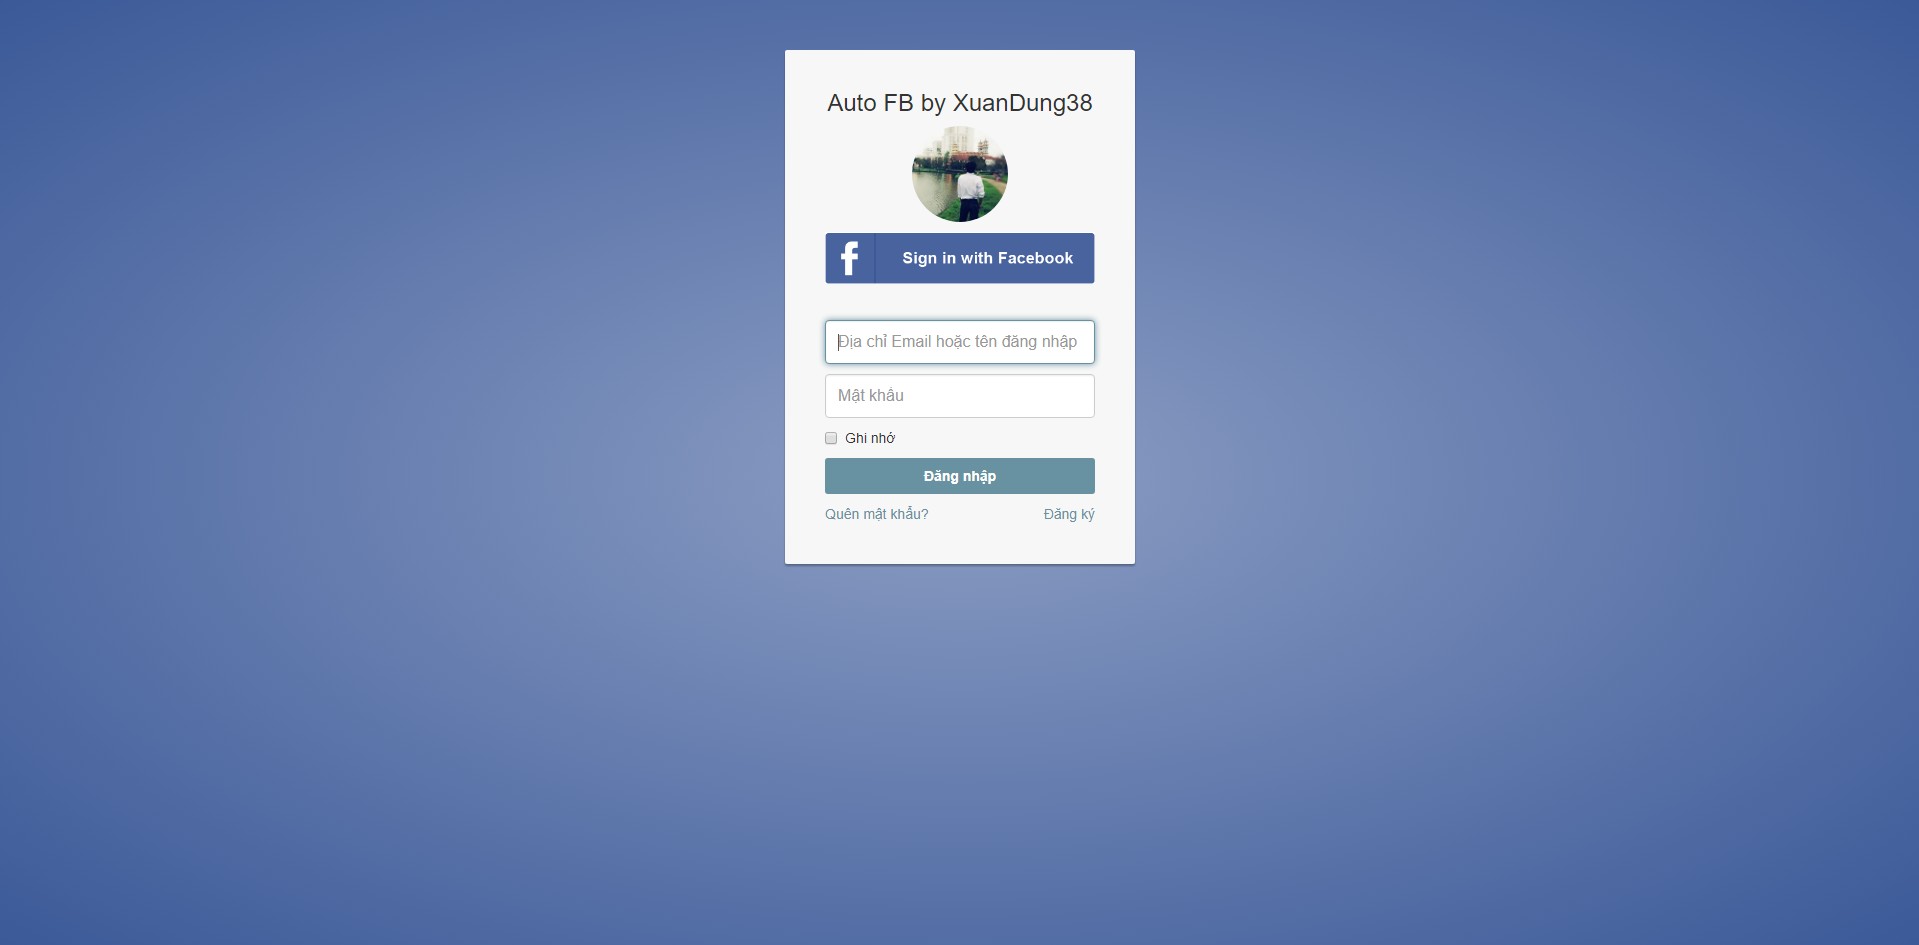 Auto FB by XuanDung38
f Sign in with Facebook
Địa chỉ Email hoặc tên đăng nhập
Mật khẩu
Ghi nhớ
Đăng nhập
Quên mật khẩu? Đăng ký